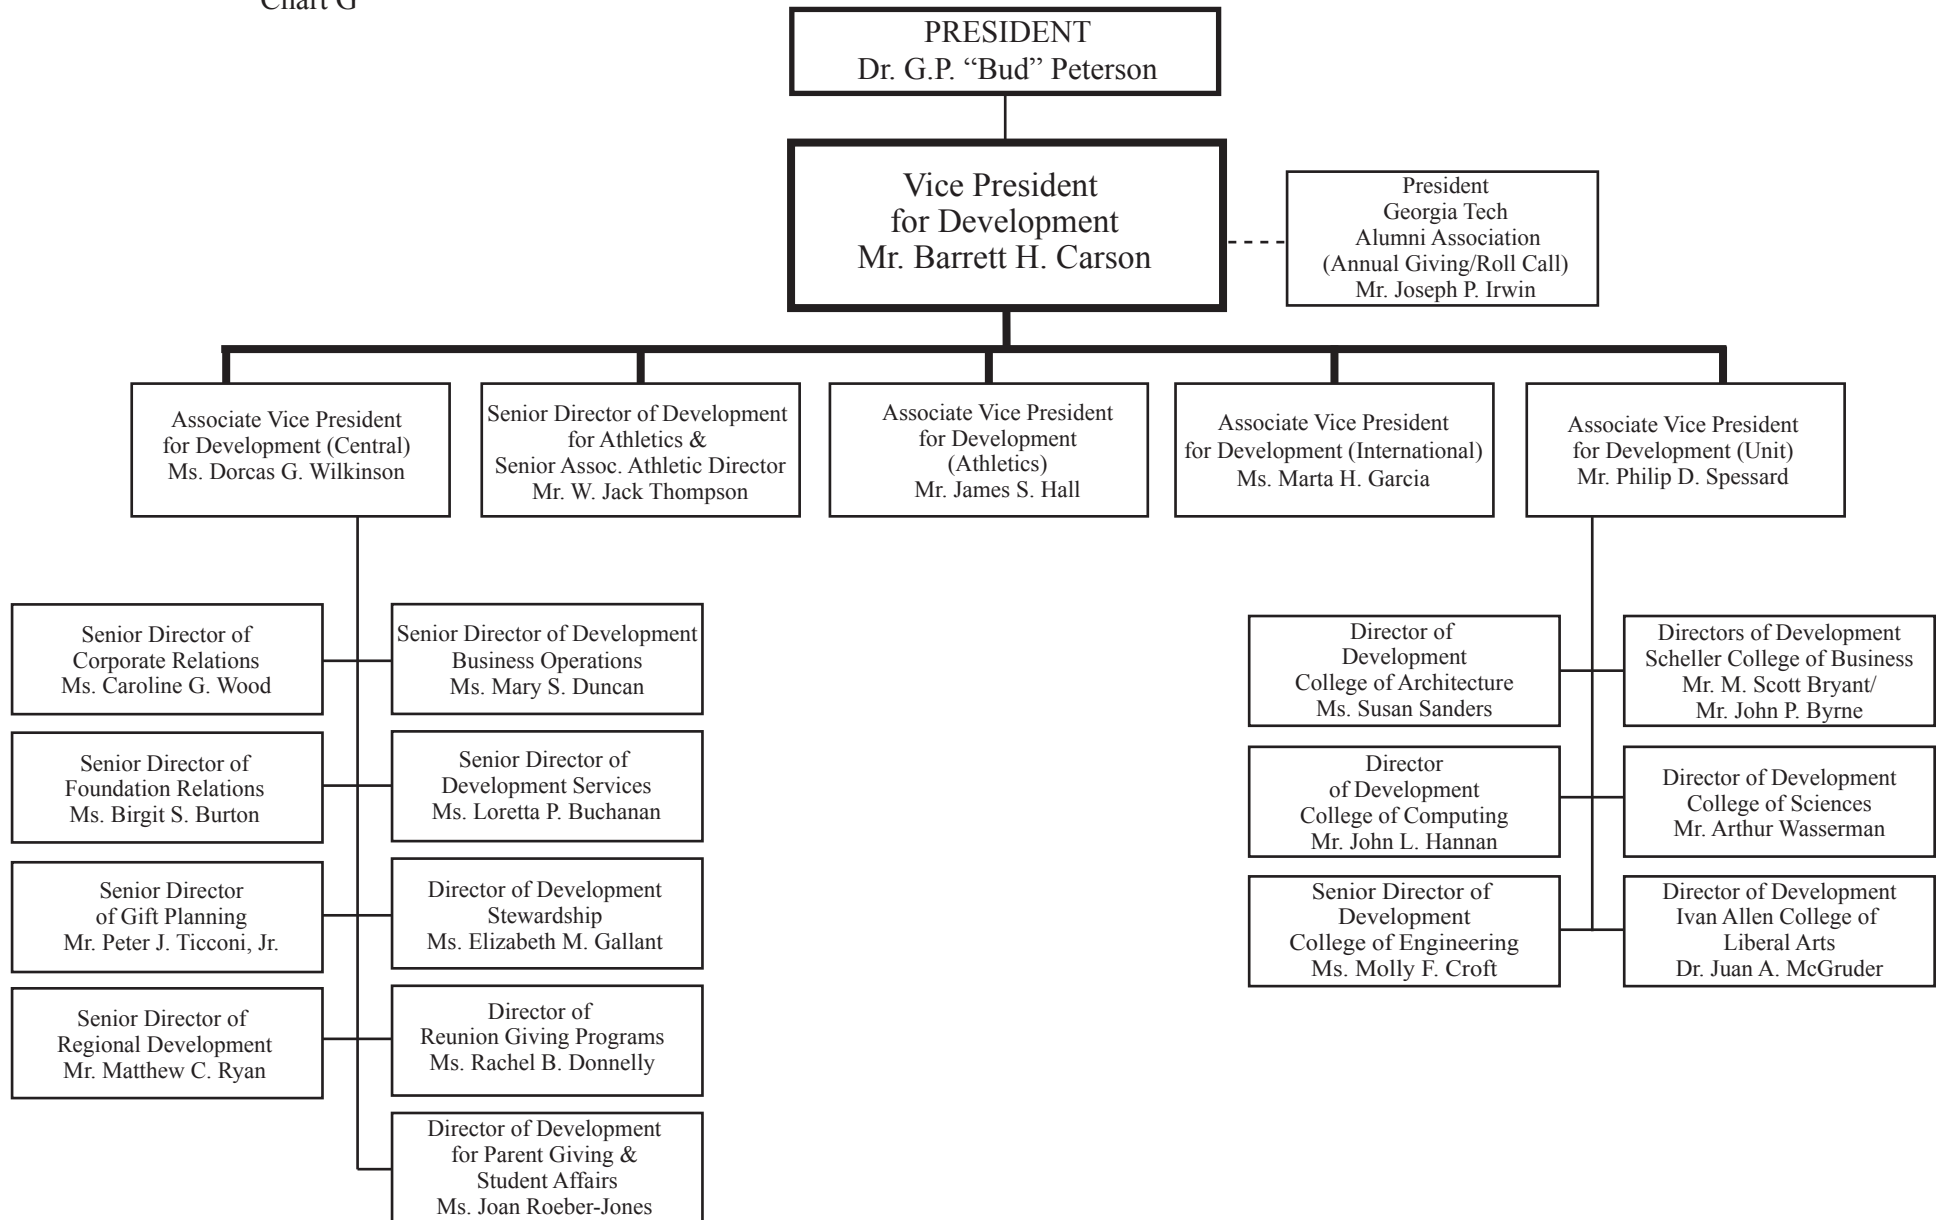 Chart G
PRESIDENT
Dr. G.P. “Bud” Peterson
Vice President
for Development
Mr. Barrett H. Carson
President
Georgia Tech
Alumni Association
(Annual Giving/Roll Call)
Mr. Joseph P. Irwin
Associate Vice President
for Development (Central)
Ms. Dorcas G. Wilkinson
Senior Director of Development
for Athletics &
Senior Assoc. Athletic Director
Mr. W. Jack Thompson
Associate Vice President
for Development
(Athletics)
Mr. James S. Hall
Associate Vice President
for Development (International)
Ms. Marta H. Garcia
Associate Vice President
for Development (Unit)
Mr. Philip D. Spessard
Senior Director of
Corporate Relations
Ms. Caroline G. Wood
Senior Director of Development
Business Operations
Ms. Mary S. Duncan
Senior Director of
Foundation Relations
Ms. Birgit S. Burton
Senior Director of
Development Services
Ms. Loretta P. Buchanan
Senior Director
of Gift Planning
Mr. Peter J. Ticconi, Jr.
Director of Development
Stewardship
Ms. Elizabeth M. Gallant
Senior Director of
Regional Development
Mr. Matthew C. Ryan
Director of
Reunion Giving Programs
Ms. Rachel B. Donnelly
Director of Development
for Parent Giving &
Student Affairs
Ms. Joan Roeber-Jones
Director of
Development
College of Architecture
Ms. Susan Sanders
Directors of Development
Scheller College of Business
Mr. M. Scott Bryant/
Mr. John P. Byrne
Director
of Development
College of Computing
Mr. John L. Hannan
Director of Development
College of Sciences
Mr. Arthur Wasserman
Senior Director of
Development
College of Engineering
Ms. Molly F. Croft
Director of Development
Ivan Allen College of
Liberal Arts
Dr. Juan A. McGruder